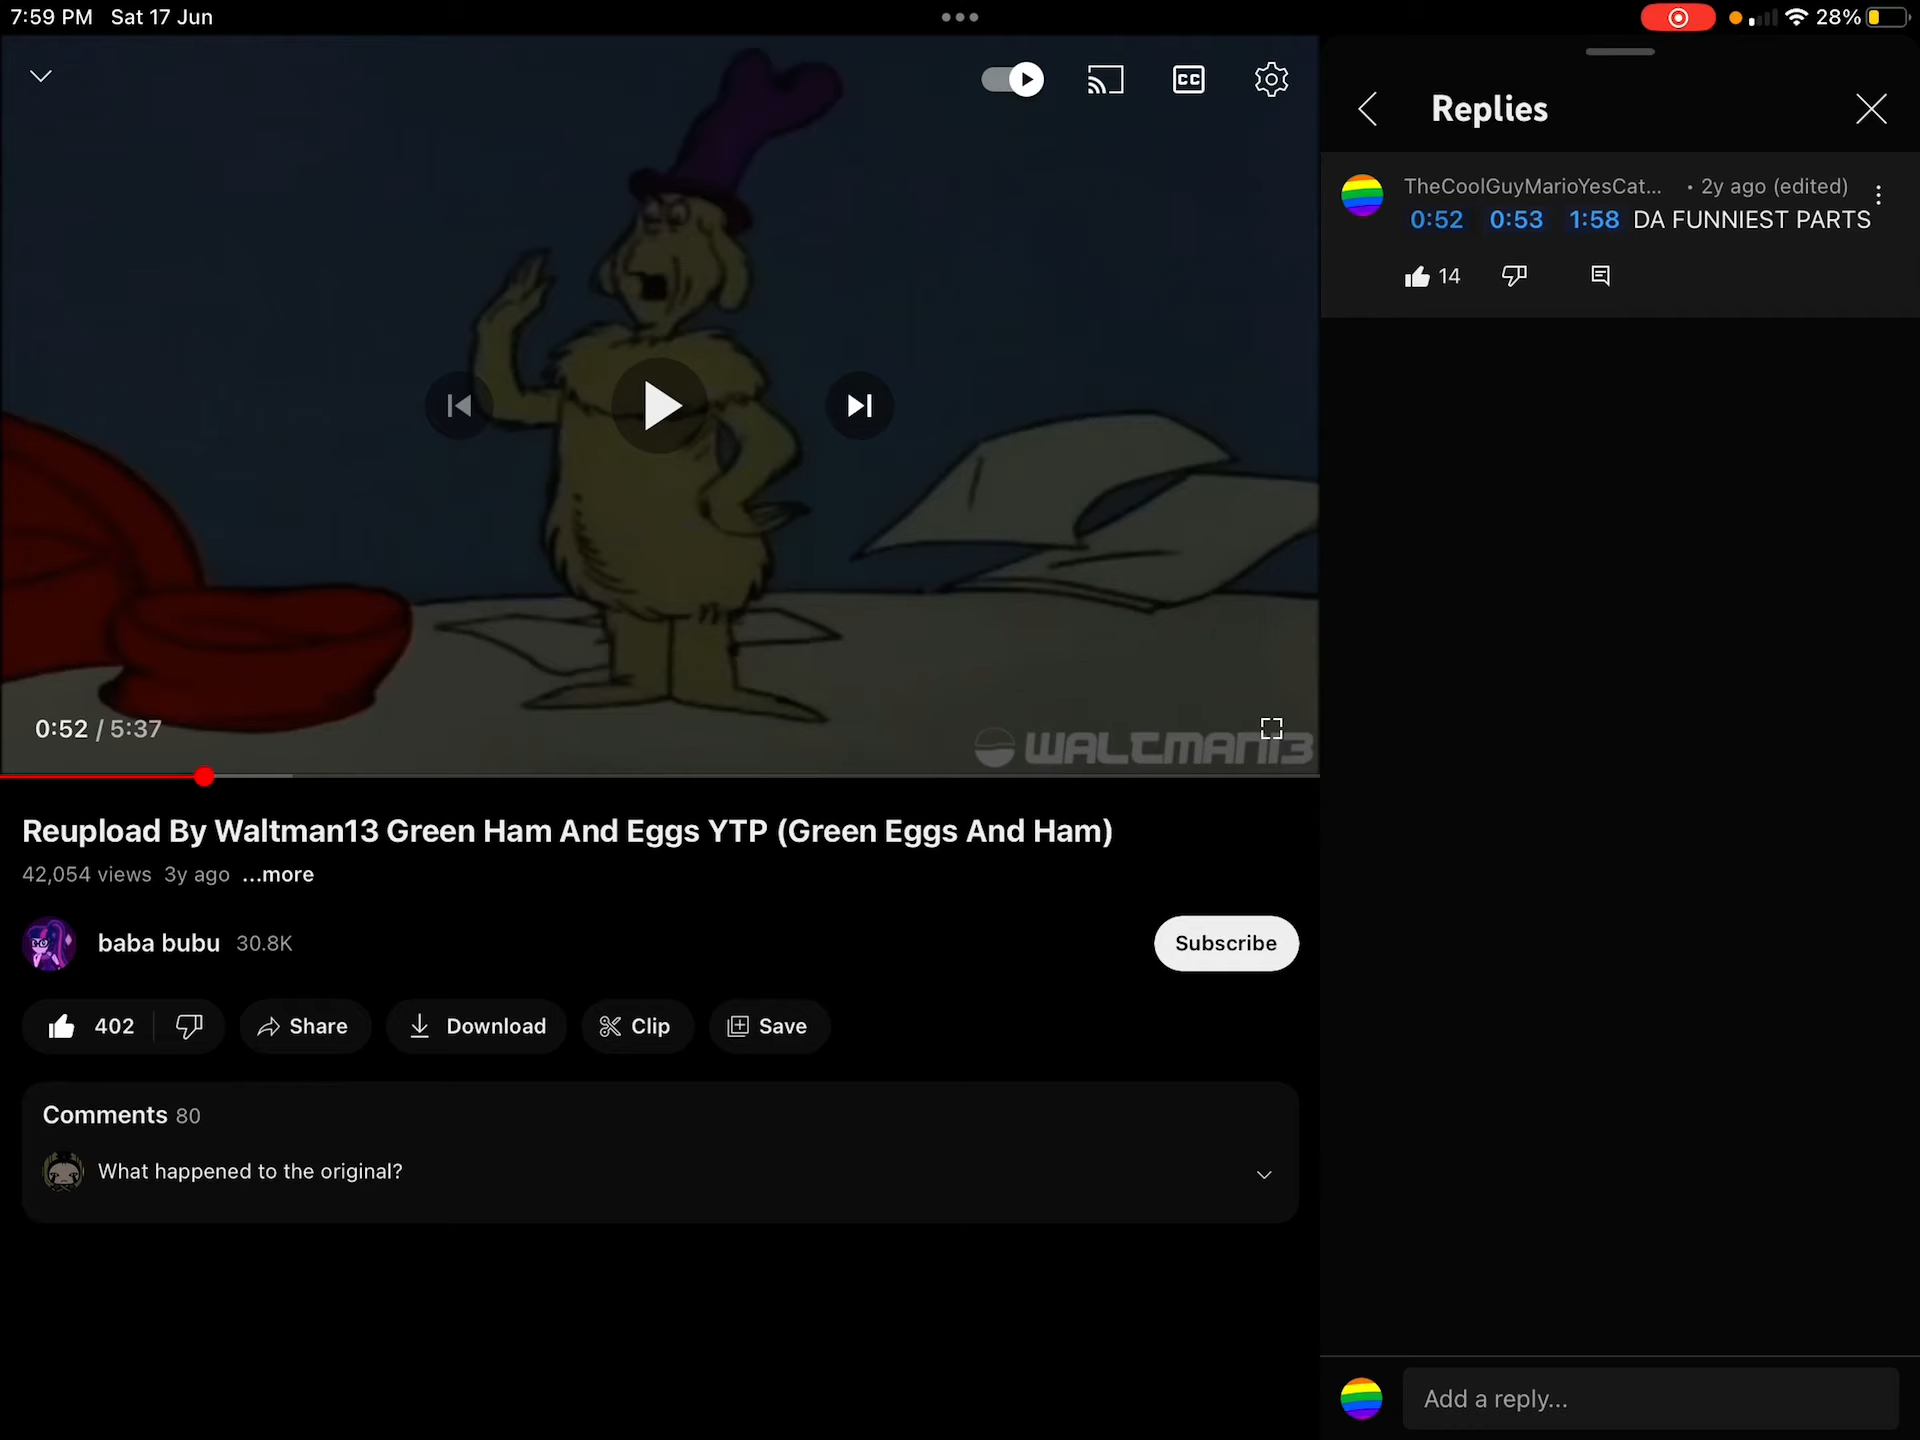 7:59 PM Sat 17 Jun
28%
CC
0:52 / 5:37
WALTMAN13
Reupload By Waltman13 Green Ham And Eggs YTP (Green Eggs And Ham)
42,054 views 3y ago ...more
baba bubu 30.8K
Subscribe
402
Share
Download
Clip
Save
Comments 80
What happened to the original?
Replies
TheCoolGuyMarioYesCat... • 2y ago (edited)
0:52 0:53 1:58 DA FUNNIEST PARTS
14
Add a reply...